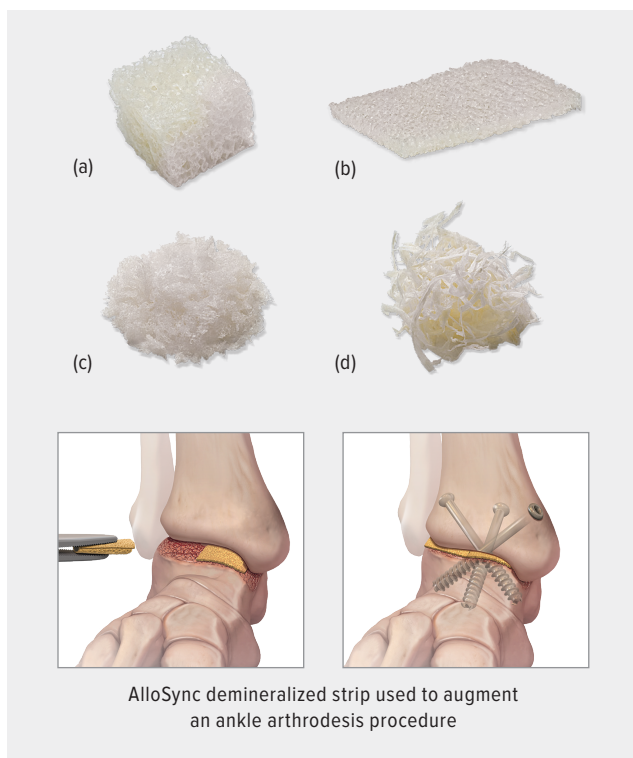 (a)
(b)
(c)
(d)
AlloSync demineralized strip used to augment
an ankle arthrodesis procedure